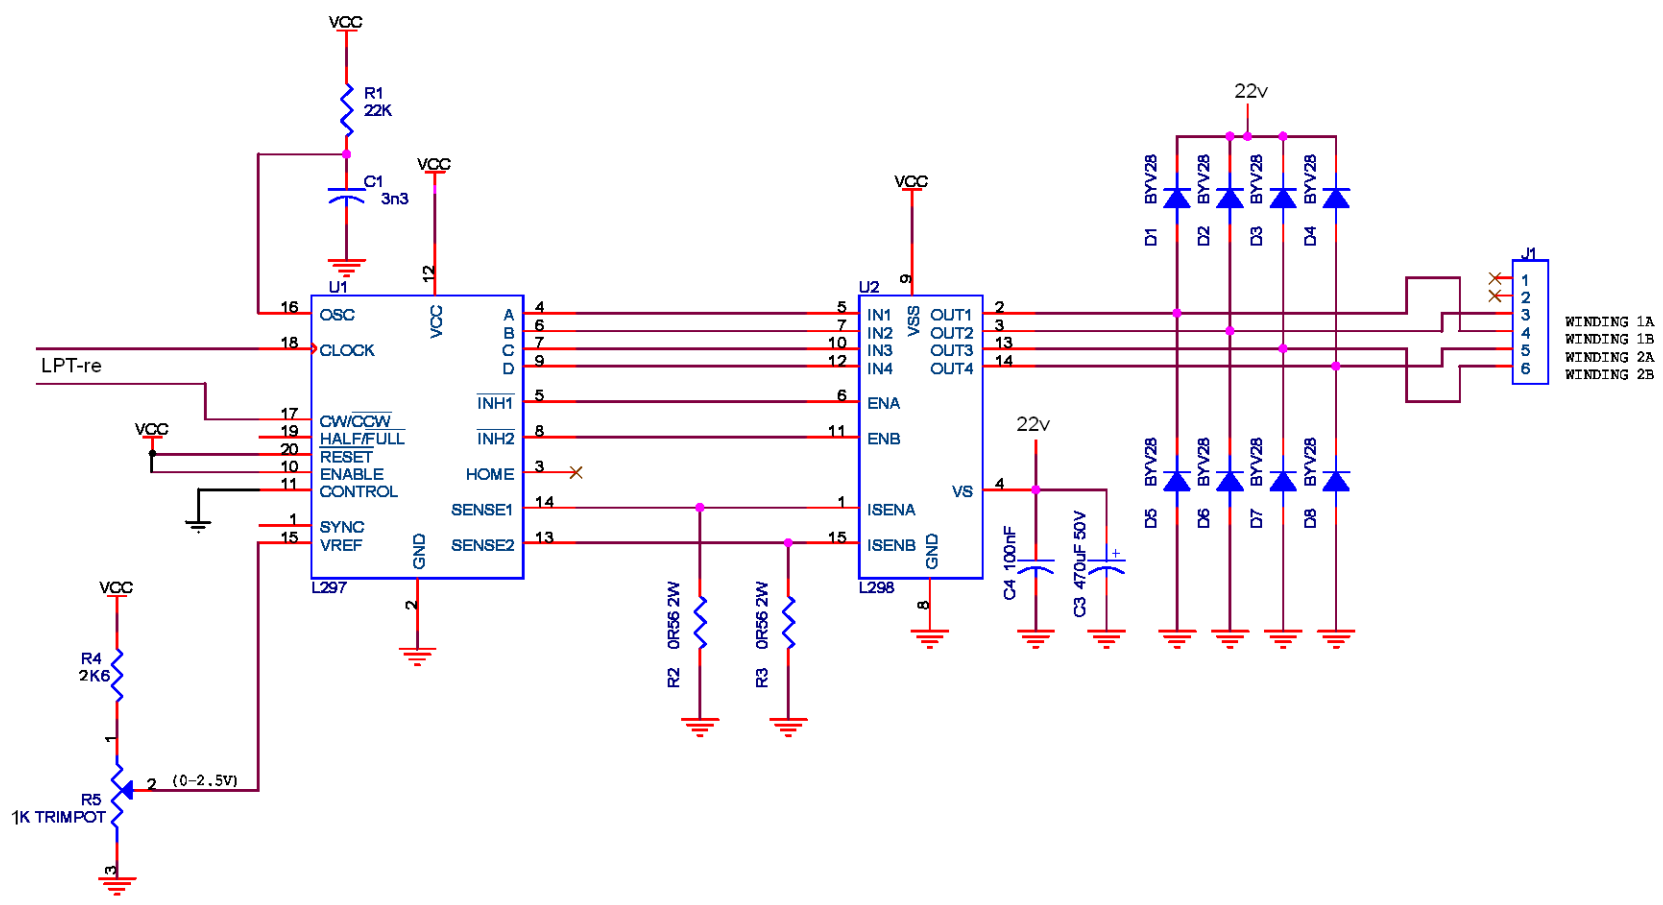 VCC
R1
22K
C1
3n3
VCC
12
U1
16 OSC
18 CLOCK
LPT-re
17 CW/CCW
VCC
19 HALF/FULL
20 RESET
10 ENABLE
11 CONTROL
1 SYNC
15 VREF
VCC
GND
A 4
B 6
C 7
D 9
INH1 5
INH2 8
HOME 3
SENSE1 14
SENSE2 13
GND
2
L297
VCC
R4
2K6
1
2 (0-2.5V)
R5
1K TRIMPOT
3
R2 0R56 2W
R3 0R56 2W
VCC
9
U2
5 IN1
7 IN2
10 IN3
12 IN4
6 ENA
11 ENB
1 ISENA
15 ISENB
VSS
OUT1 2
OUT2 3
OUT3 13
OUT4 14
VS 4
GND
8
L298
22v
C4 100nF
C3 470uF 50V
+
22v
D1 BYV28
D2 BYV28
D3 BYV28
D4 BYV28
D5 BYV28
D6 BYV28
D7 BYV28
D8 BYV28
J1
1
2
3
4
5
6
WINDING 1A
WINDING 1B
WINDING 2A
WINDING 2B